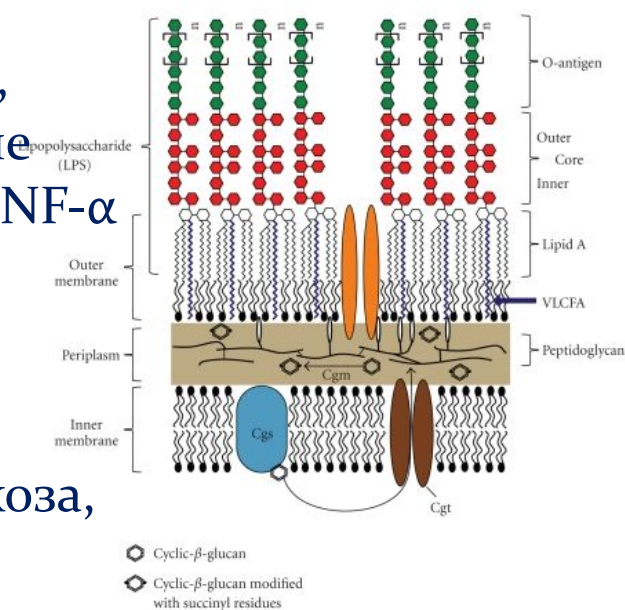 n n n n n n n
O-antigen
,
е
Lipopolysaccharide
(LPS)
NF-α
Outer
Core
Inner
Lipid A
Outer
membrane
VLCFA
Periplasm
Peptidoglycan
Cgm
Inner
membrane
Cgs
коза,
Cgt
Cyclic-β-glucan
Cyclic-β-glucan modified
with succinyl residues